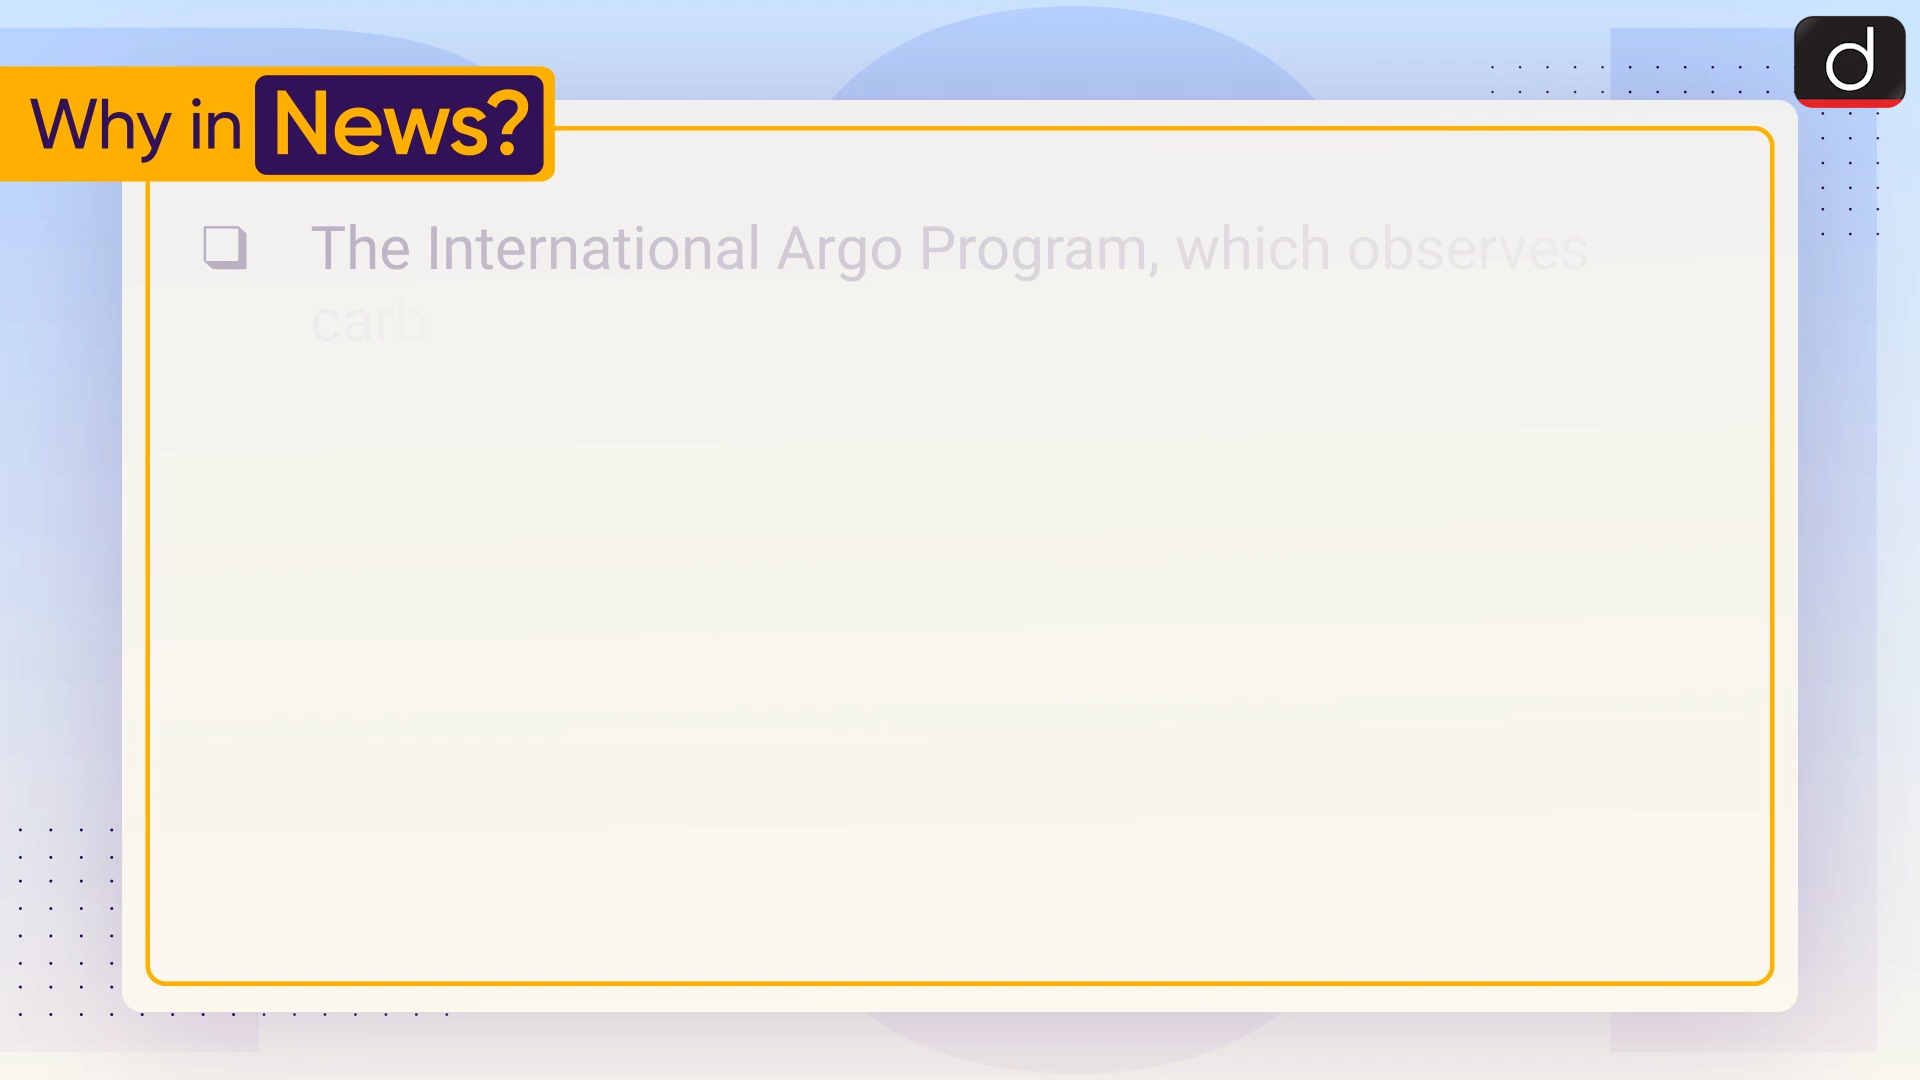 Why in News?
The International Argo Program, which observes
carb